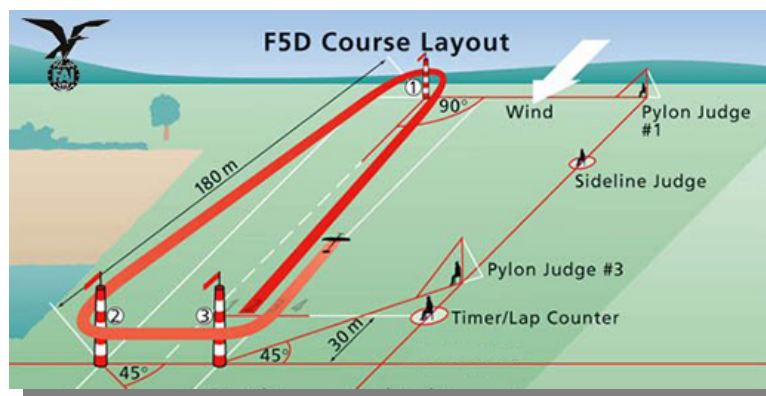 F5D Course Layout
FAI
①
90°
Wind
Pylon Judge
#1
180 m
Sideline Judge
Pylon Judge #3
②
③
Timer/Lap Counter
30 m
45°
45°